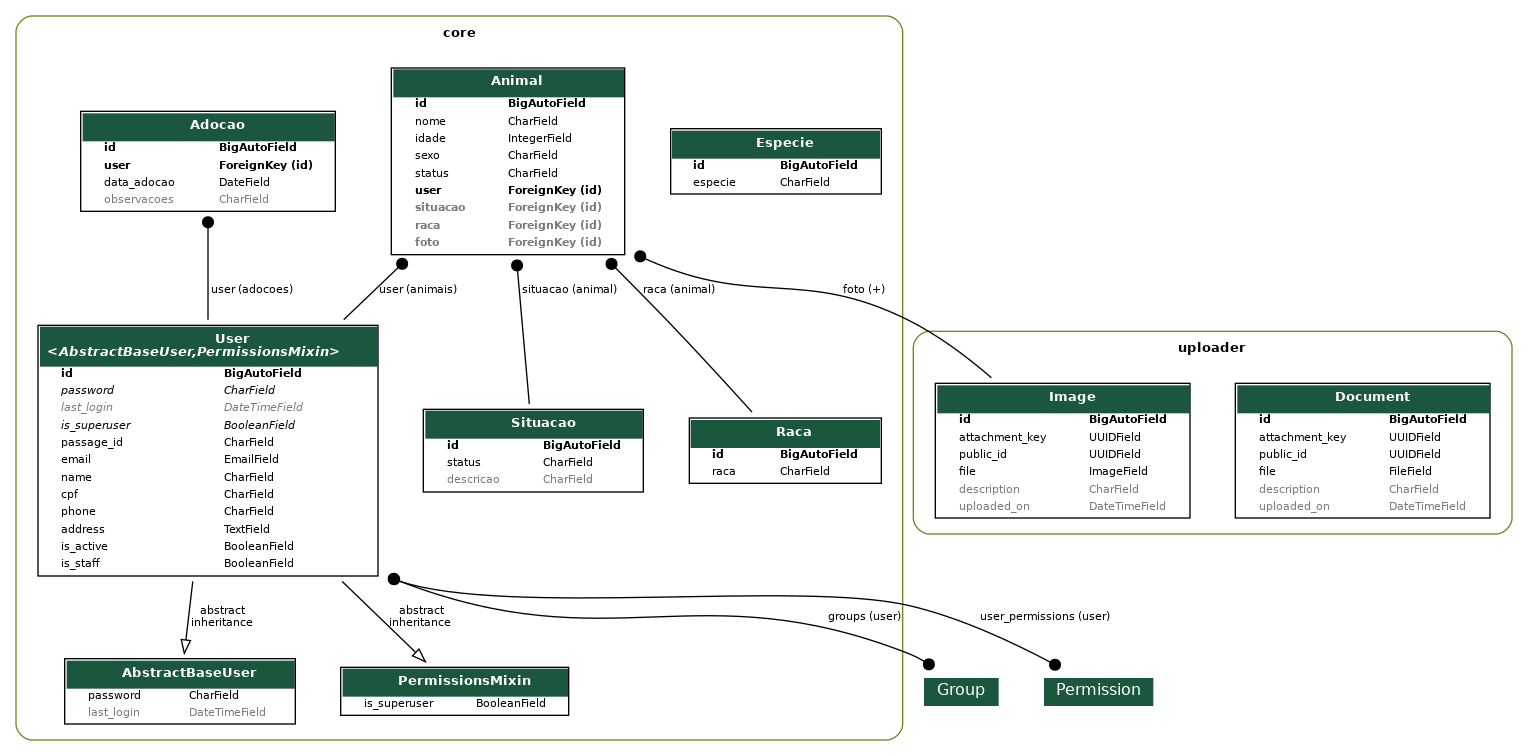 core
Adocao
id BigAutoField
user ForeignKey (id)
data_adocao DateField
observacoes CharField
Animal
id BigAutoField
nome CharField
idade IntegerField
sexo CharField
status CharField
user ForeignKey (id)
situacao ForeignKey (id)
raca ForeignKey (id)
foto ForeignKey (id)
Especie
id BigAutoField
especie CharField
user (adocoes)
user (animais)
situacao (animal)
raca (animal)
foto (+)
User
<AbstractBaseUser,PermissionsMixin>
id BigAutoField
password CharField
last_login DateTimeField
is_superuser BooleanField
passage_id CharField
email EmailField
name CharField
cpf CharField
phone CharField
address TextField
is_active BooleanField
is_staff BooleanField
Situacao
id BigAutoField
status CharField
descricao CharField
Raca
id BigAutoField
raca CharField
uploader
Image
id BigAutoField
attachment_key UUIDField
public_id UUIDField
file ImageField
description CharField
uploaded_on DateTimeField
Document
id BigAutoField
attachment_key UUIDField
public_id UUIDField
file FileField
description CharField
uploaded_on DateTimeField
abstract
inheritance
abstract
inheritance
groups (user)
user_permissions (user)
AbstractBaseUser
password CharField
last_login DateTimeField
PermissionsMixin
is_superuser BooleanField
Group
Permission